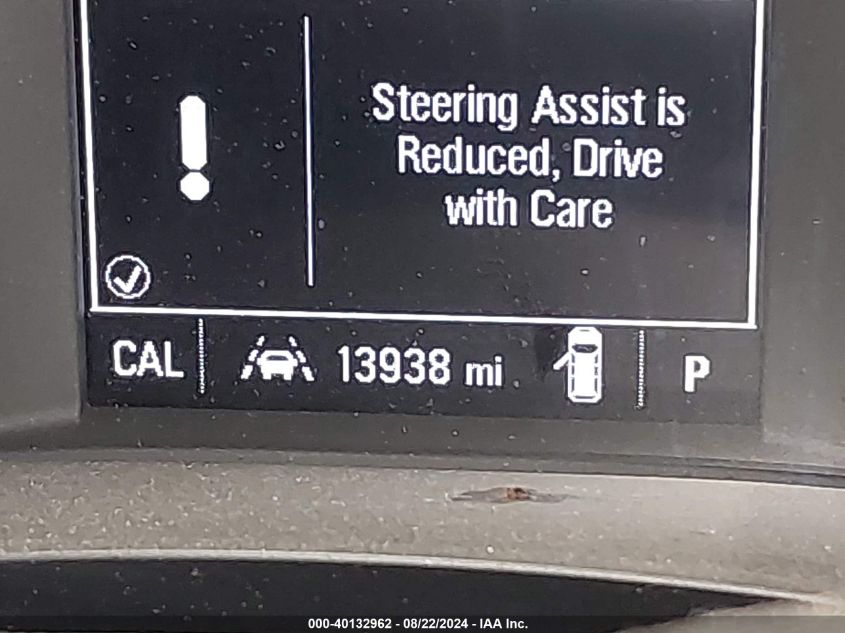 Steering Assist is
Reduced, Drive
with Care
CAL 13938 mi P
000-40132962 - 08/22/2024 - IAA Inc.